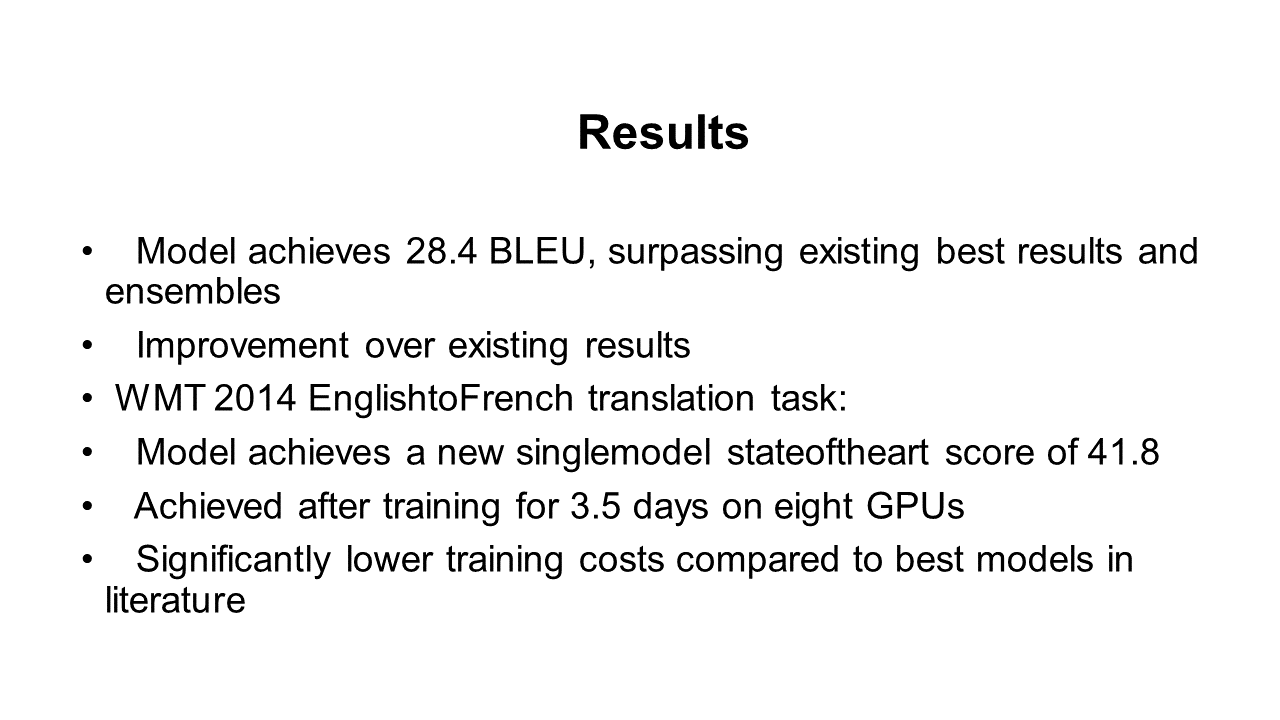 Results
• Model achieves 28.4 BLEU, surpassing existing best results and
ensembles
• Improvement over existing results
• WMT 2014 EnglishtoFrench translation task:
• Model achieves a new singlemodel stateoftheart score of 41.8
• Achieved after training for 3.5 days on eight GPUs
• Significantly lower training costs compared to best models in
literature